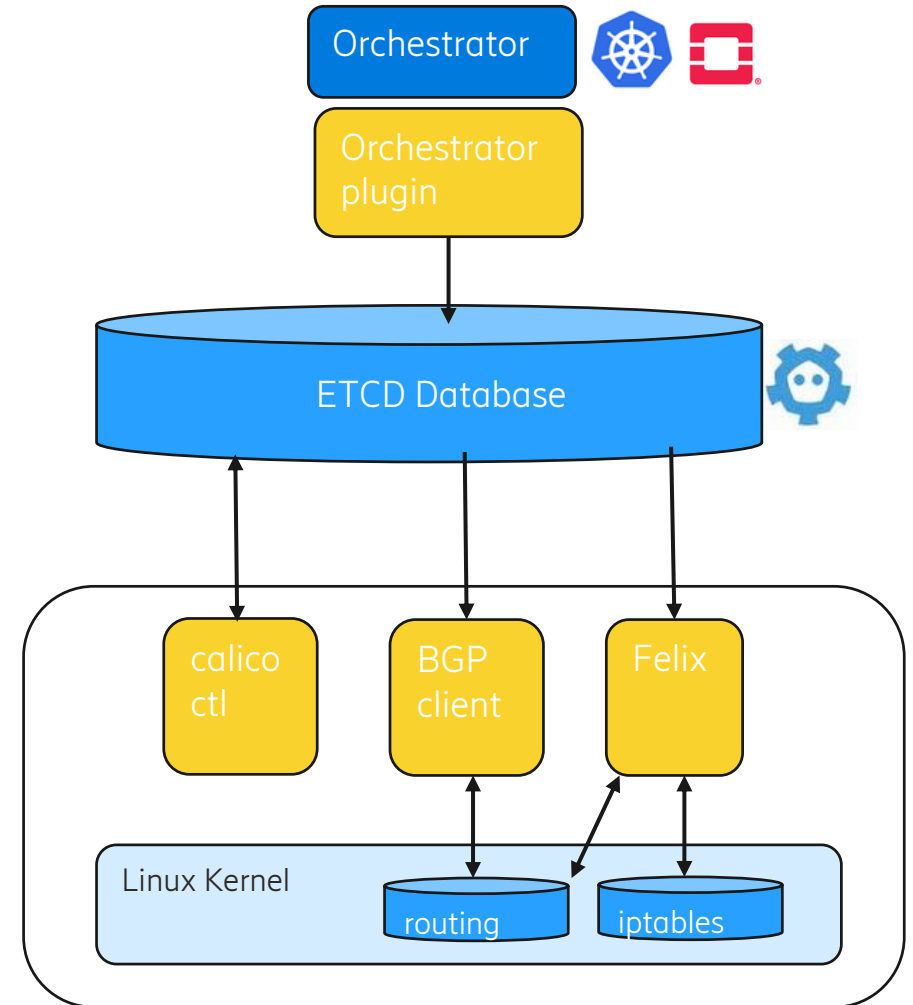 Orchestrator
Orchestrator
plugin
ETCD Database
calico
ctl
BGP
client
Felix
Linux Kernel
routing
iptables